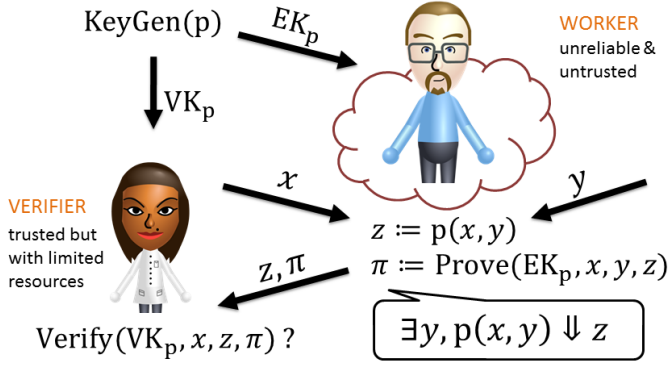 KeyGen(p)
EKₚ
WORKER
unreliable &
untrusted
VKₚ
x
y
VERIFIER
trusted but
with limited
resources
z ≔ p(x, y)
π ≔ Prove(EKₚ, x, y, z)
z, π
∃y, p(x, y) ⇓ z
Verify(VKₚ, x, z, π) ?